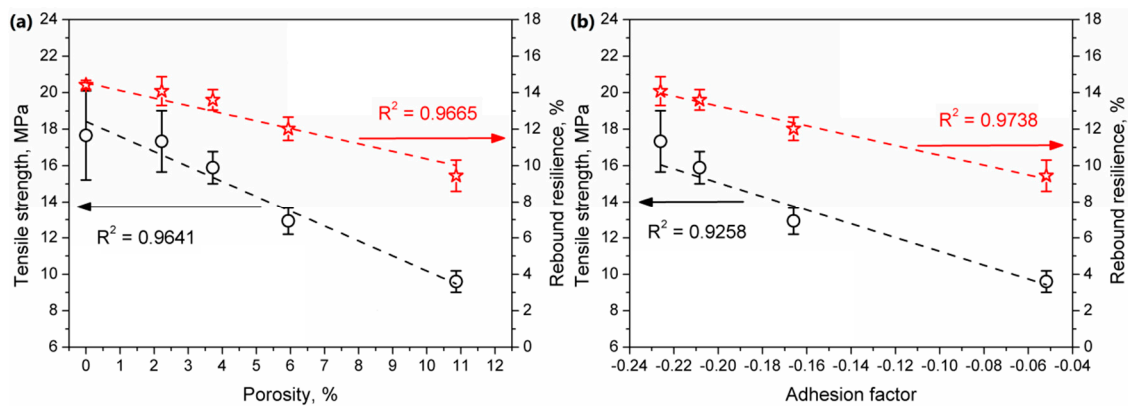 (a)
24
22
20
18
16
14
12
10
8
6
Tensile strength, MPa
R² = 0.9665
R² = 0.9641
18
16
14
12
10
8
6
4
2
0
Rebound resilience, %
0 1 2 3 4 5 6 7 8 9 10 11 12
Porosity, %
(b)
24
22
20
18
16
14
12
10
8
6
Tensile strength, MPa
R² = 0.9738
R² = 0.9258
18
16
14
12
10
8
6
4
2
0
Rebound resilience, %
-0.24 -0.22 -0.20 -0.18 -0.16 -0.14 -0.12 -0.10 -0.08 -0.06 -0.04
Adhesion factor